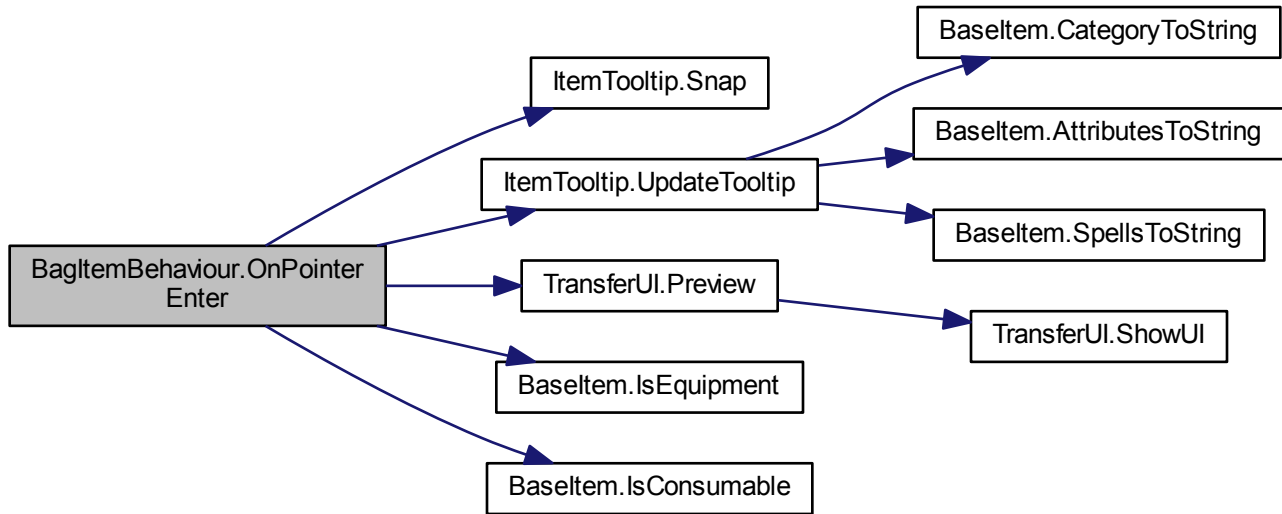 BaseItem.CategoryToString
ItemTooltip.Snap
BaseItem.AttributesToString
ItemTooltip.UpdateTooltip
BaseItem.SpellsToString
BagItemBehaviour.OnPointer
Enter
TransferUI.Preview
TransferUI.ShowUI
BaseItem.IsEquipment
BaseItem.IsConsumable